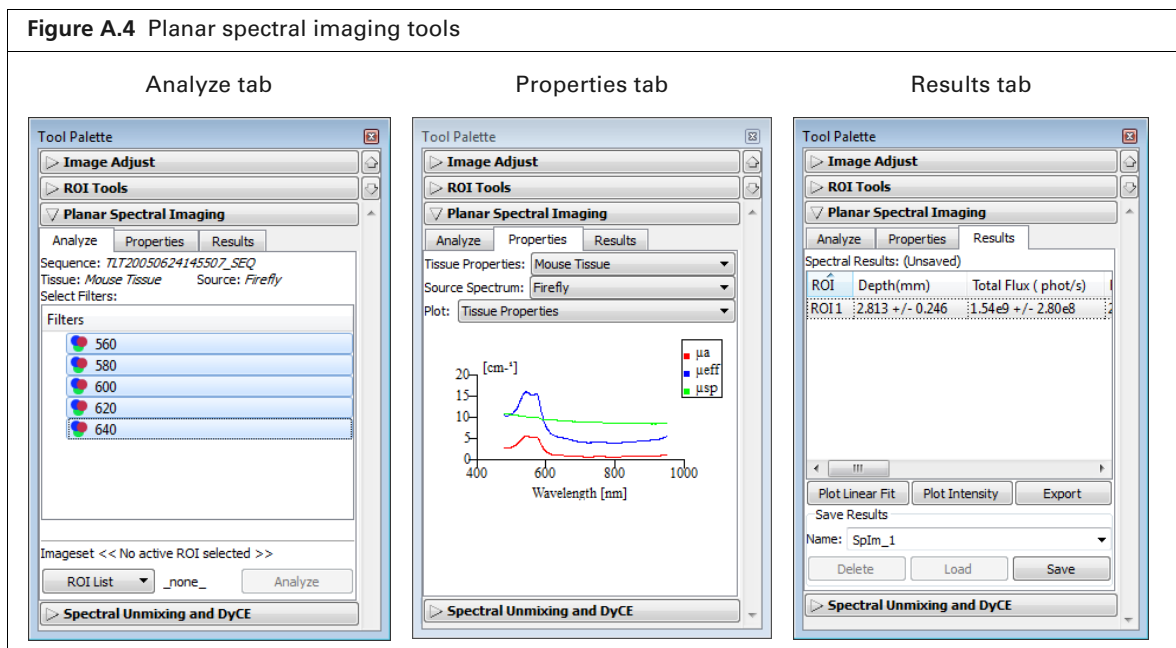 Figure A.4 Planar spectral imaging tools
Analyze tab
Tool Palette
Image Adjust
ROI Tools
Planar Spectral Imaging
Analyze Properties Results
Sequence: TLT20050624145507_SEQ
Tissue: Mouse Tissue Source: Firefly
Select Filters:
Filters
560
580
600
620
640
Imageset << No active ROI selected >>
ROI List _none_ Analyze
Spectral Unmixing and DyCE
Properties tab
Tool Palette
Image Adjust
ROI Tools
Planar Spectral Imaging
Analyze Properties Results
Tissue Properties: Mouse Tissue
Source Spectrum: Firefly
Plot: Tissue Properties
[cm-¹]
µa
µeff
µsp
20
15
10
5
0
400 600 800 1000
Wavelength [nm]
Spectral Unmixing and DyCE
Results tab
Tool Palette
Image Adjust
ROI Tools
Planar Spectral Imaging
Analyze Properties Results
Spectral Results: (Unsaved)
ROI Depth(mm) Total Flux ( phot/s)
ROI 1 2.813 +/- 0.246 1.54e9 +/- 2.80e8
Plot Linear Fit Plot Intensity Export
Save Results
Name: SpIm_1
Delete Load Save
Spectral Unmixing and DyCE